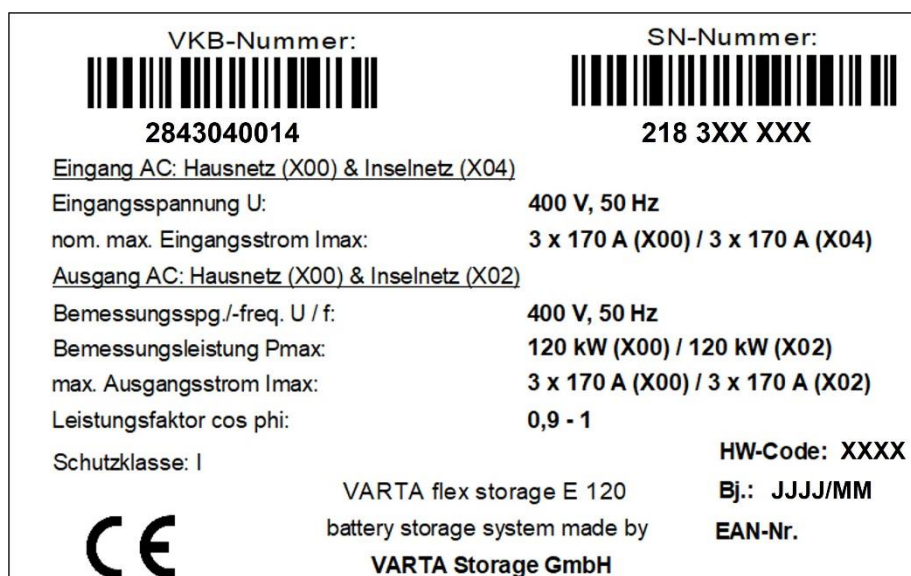 VKB-Nummer: SN-Nummer:
2843040014 218 3XX XXX
Eingang AC: Hausnetz (X00) & Inselnetz (X04)
Eingangsspannung U: 400 V, 50 Hz
nom. max. Eingangsstrom Imax: 3 x 170 A (X00) / 3 x 170 A (X04)
Ausgang AC: Hausnetz (X00) & Inselnetz (X02)
Bemessungsspg./-freq. U / f: 400 V, 50 Hz
Bemessungsleistung Pmax: 120 kW (X00) / 120 kW (X02)
max. Ausgangsstrom Imax: 3 x 170 A (X00) / 3 x 170 A (X02)
Leistungsfaktor cos phi: 0,9 - 1
Schutzklasse: I HW-Code: XXXX
VARTA flex storage E 120 Bj.: JJJJ/MM
battery storage system made by EAN-Nr.
CE VARTA Storage GmbH